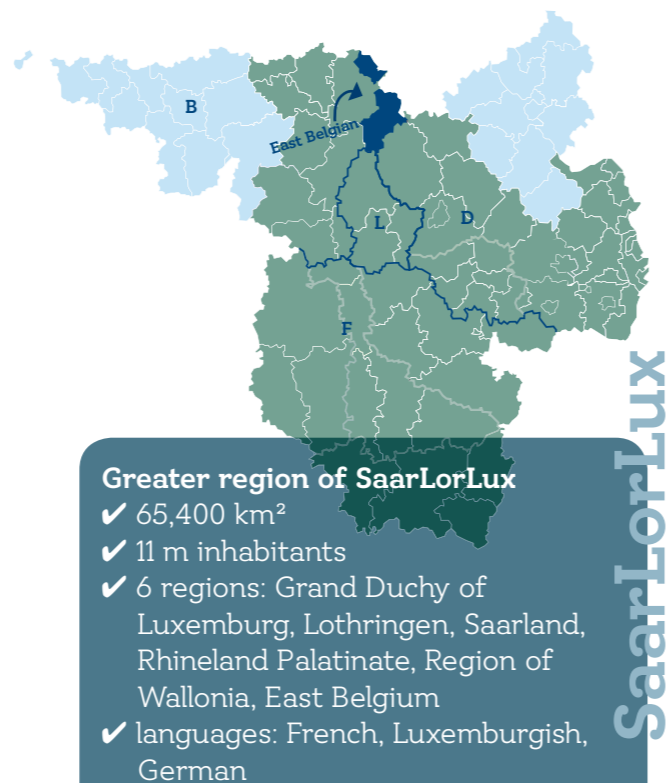 B
East Belgian
L
D
F
SaarLorLux
Greater region of SaarLorLux
✔ 65,400 km²
✔ 11 m inhabitants
✔ 6 regions: Grand Duchy of
Luxemburg, Lothringen, Saarland,
Rhineland Palatinate, Region of
Wallonia, East Belgium
✔ languages: French, Luxemburgish,
German